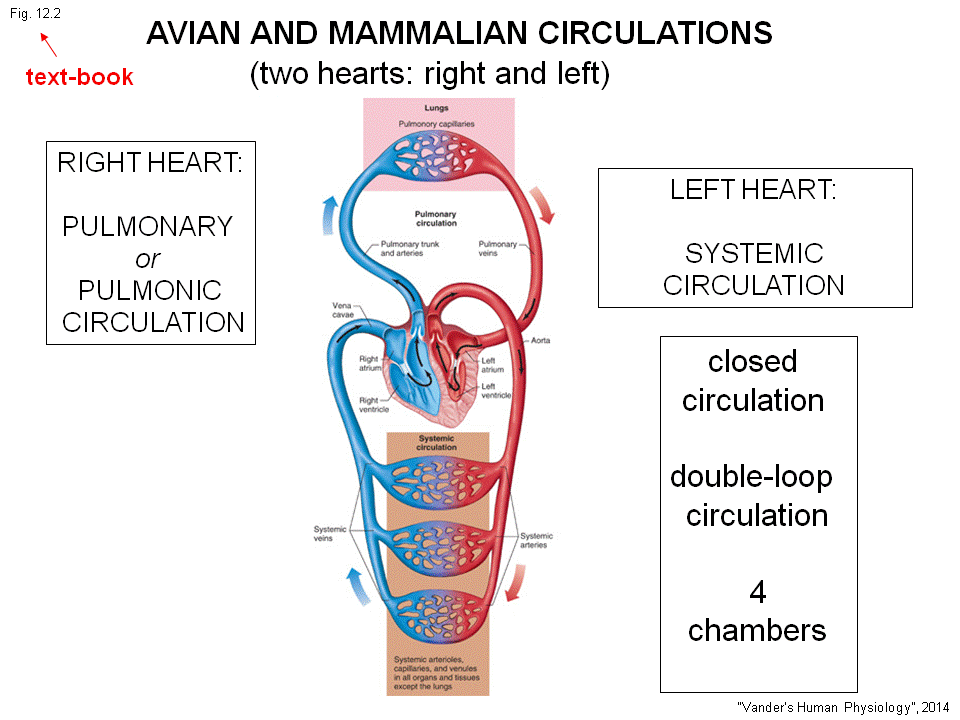 Fig. 12.2
text-book
AVIAN AND MAMMALIAN CIRCULATIONS
(two hearts: right and left)
RIGHT HEART:
PULMONARY
or
PULMONIC
CIRCULATION
Lungs
Pulmonory capillaries
Pulmonary
circulation
Pulmonary trunk
and arteries
Pulmonary
veins
Vena
cavae
Aorta
Right
atrium
Left
atrium
Right
ventricle
Left
ventricle
Systemic
circulation
Systemic
veins
Systemic
arteries
Systemic arterioles,
capillaries, and venules
in all organs and tissues
except the lungs
LEFT HEART:
SYSTEMIC
CIRCULATION
closed
circulation
double-loop
circulation
4
chambers
"Vander's Human Physiology", 2014